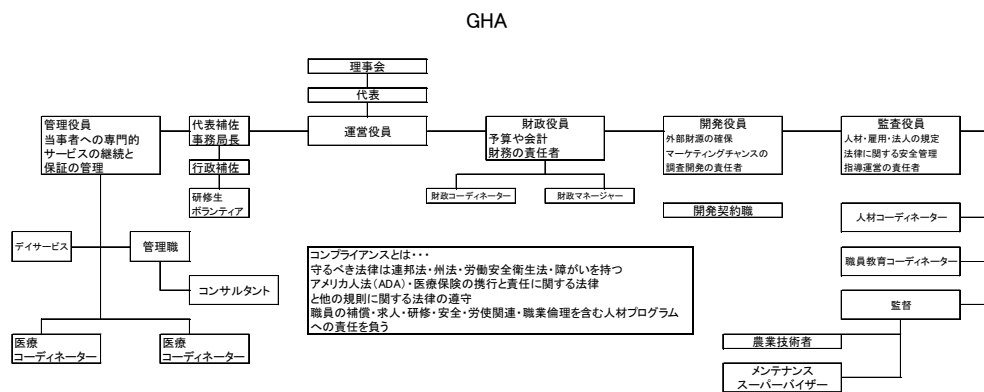 GHA
理事会
代表
管理役員
当事者への専門的
サービスの継続と
保証の管理
代表補佐
事務局長
運営役員
財政役員
予算や会計
財務の責任者
開発役員
外部財源の確保
マーケティングチャンスの
調査開発の責任者
監査役員
人材・雇用・法人の規定
法律に関する安全管理
指導運営の責任者
行政補佐
研修生
ボランティア
財政コーディネーター
財政マネージャー
開発契約職
人材コーディネーター
デイサービス
管理職
コンサルタント
職員教育コーディネーター
コンプライアンスとは・・・
守るべき法律は連邦法・州法・労働安全衛生法・障がいを持つ
アメリカ人法(ADA)・医療保険の携行と責任に関する法律
と他の規則に関する法律の遵守
職員の補償・求人・研修・安全・労使関連・職業倫理を含む人材プログラム
への責任を負う
監督
医療
コーディネーター
医療
コーディネーター
農業技術者
メンテナンス
スーパーバイザー